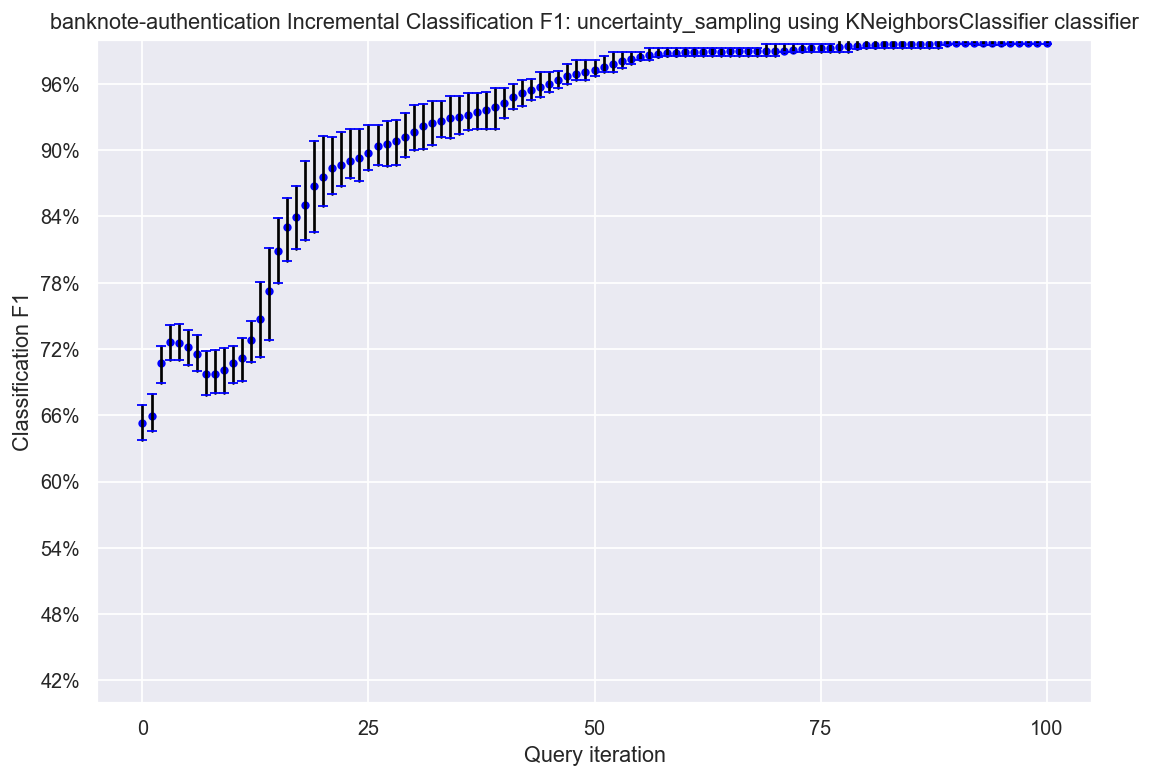 banknote-authentication Incremental Classification F1: uncertainty_sampling using KNeighborsClassifier classifier
Classification F1
96%
90%
84%
78%
72%
66%
60%
54%
48%
42%
0 25 50 75 100
Query iteration